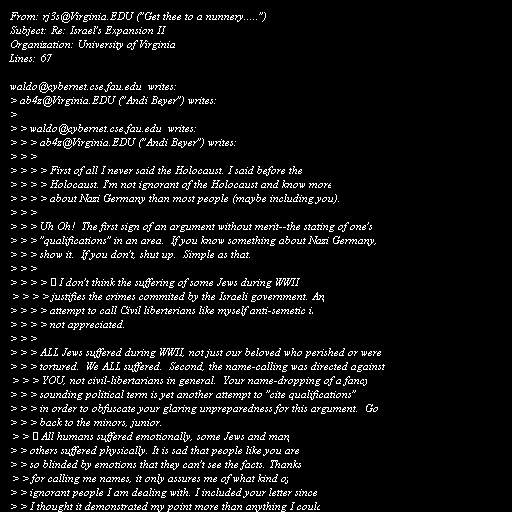 From: rj3s@Virginia.EDU ("Get thee to a nunnery.....")
Subject: Re: Israel's Expansion II
Organization: University of Virginia
Lines: 67

waldo@cybernet.cse.fau.edu  writes:
> ab4z@Virginia.EDU ("Andi Beyer") writes:
>
> > waldo@cybernet.cse.fau.edu  writes:
> > > ab4z@Virginia.EDU ("Andi Beyer") writes:
> > >
> > > > First of all I never said the Holocaust. I said before the
> > > > Holocaust. I'm not ignorant of the Holocaust and know more
> > > > about Nazi Germany than most people (maybe including you).
> > >
> > > Uh Oh!  The first sign of an argument without merit--the stating of one's
> > > "qualifications" in an area.  If you know something about Nazi Germany,
> > > show it.  If you don't, shut up.  Simple as that.
> > >
> > > > I don't think the suffering of some Jews during WWII
> > > > justifies the crimes commited by the Israeli government. An
> > > > attempt to call Civil liberterians like myself anti-semetic i
> > > > not appreciated.
> > >
> > > ALL Jews suffered during WWII, not just our beloved who perished or were
> > > tortured.  We ALL suffered.  Second, the name-calling was directed against
> > > YOU, not civil-libertarians in general.  Your name-dropping of a fancy
> > > sounding political term is yet another attempt to "cite qualifications"
> > > in order to obfuscate your glaring unpreparedness for this argument.  Go
> > > back to the minors, junior.
> > All humans suffered emotionally, some Jews and many
> > others suffered physically. It is sad that people like you are
> > so blinded by emotions that they can't see the facts. Thanks
> > for calling me names, it only assures me of what kind o
> > ignorant people I am dealing with. I included your letter since
> > I thought it demonstrated my point more than anything I coul